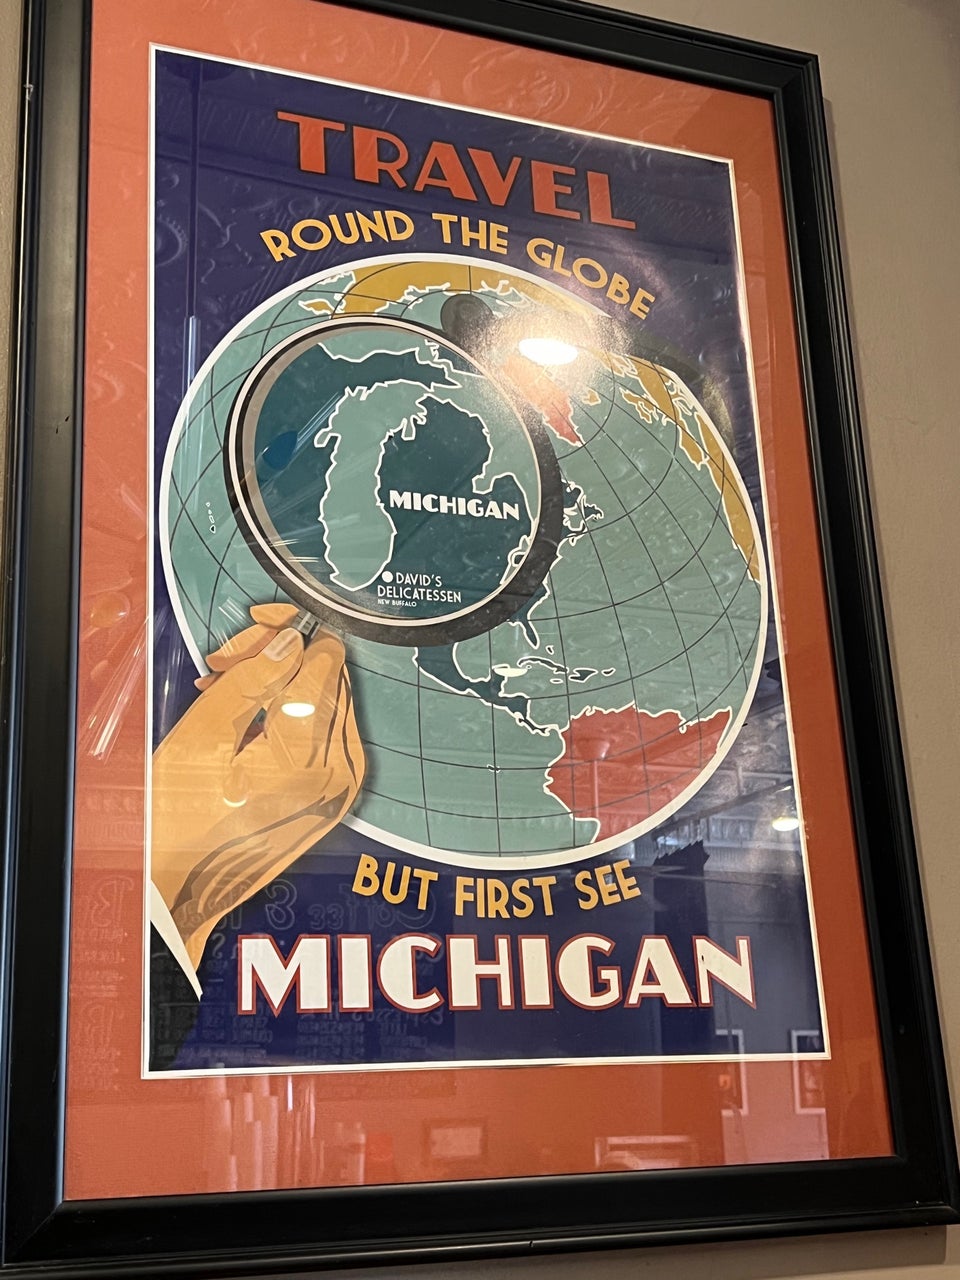 TRAVEL
ROUND THE GLOBE
MICHIGAN
DAVID'S
DELICATESSEN
NEW BUFFALO
BUT FIRST SEE
MICHIGAN